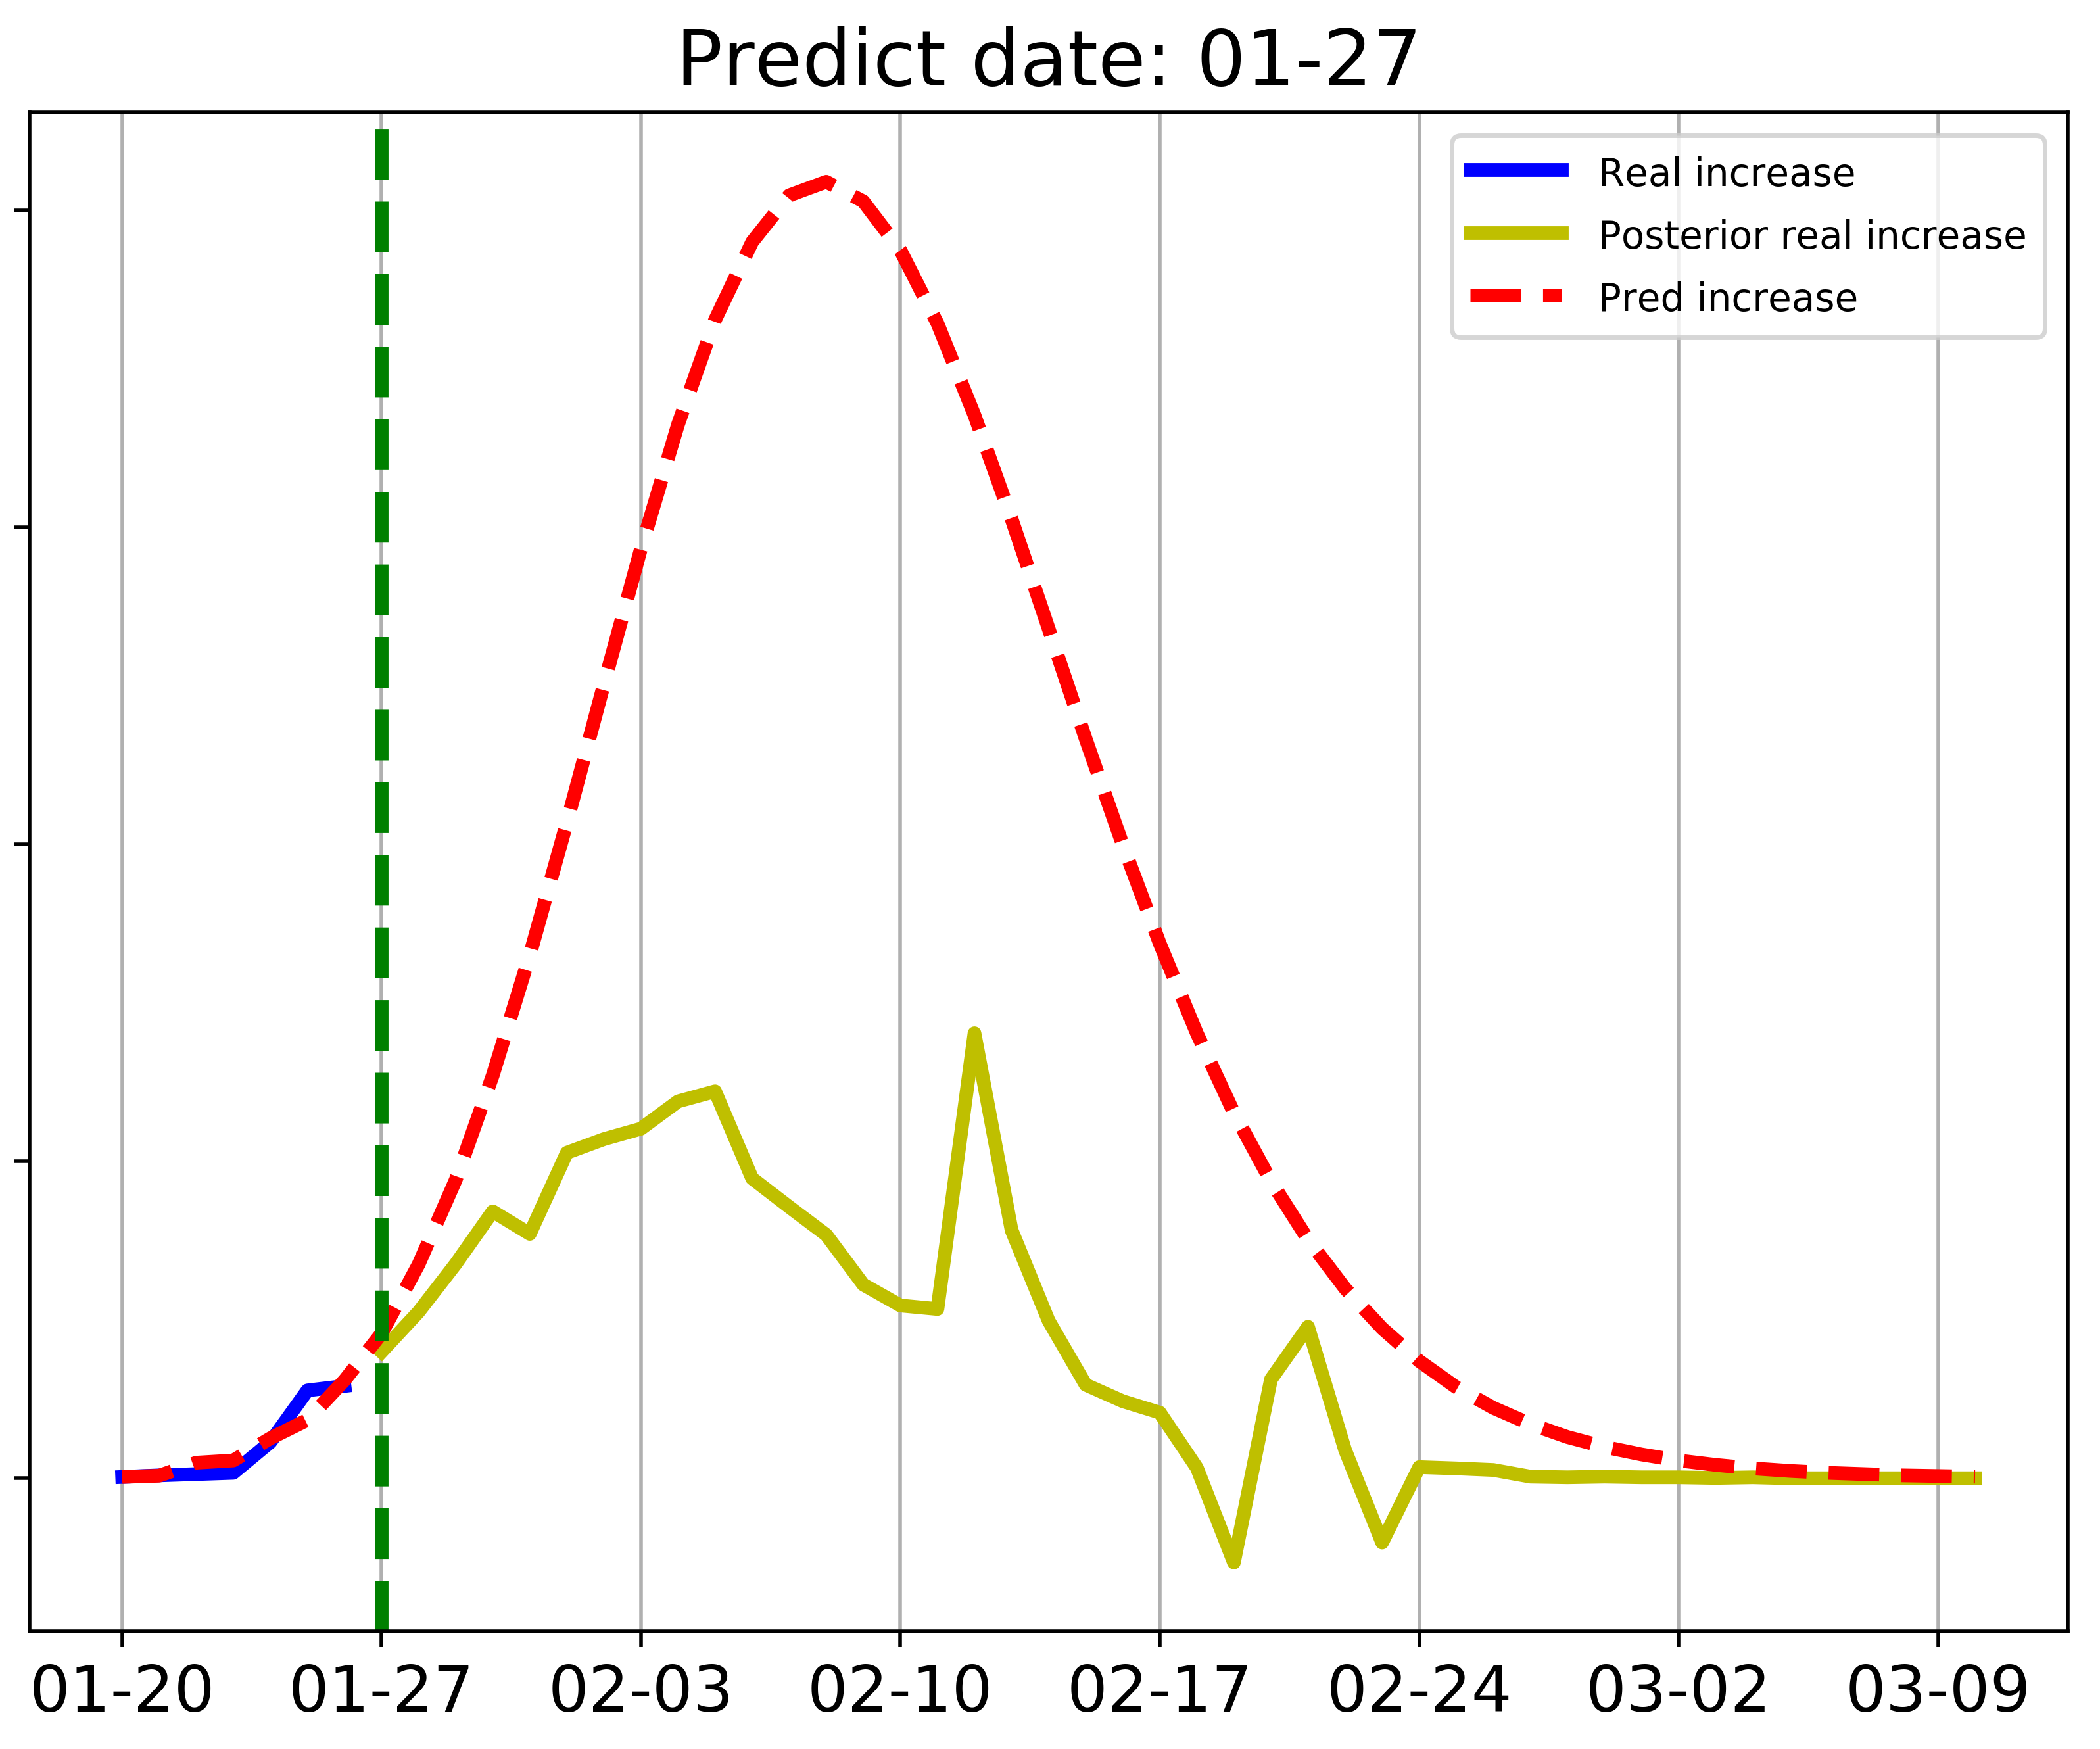 Predict date: 01-27
Real increase
Posterior real increase
Pred increase
01-20 01-27 02-03 02-10 02-17 02-24 03-02 03-09